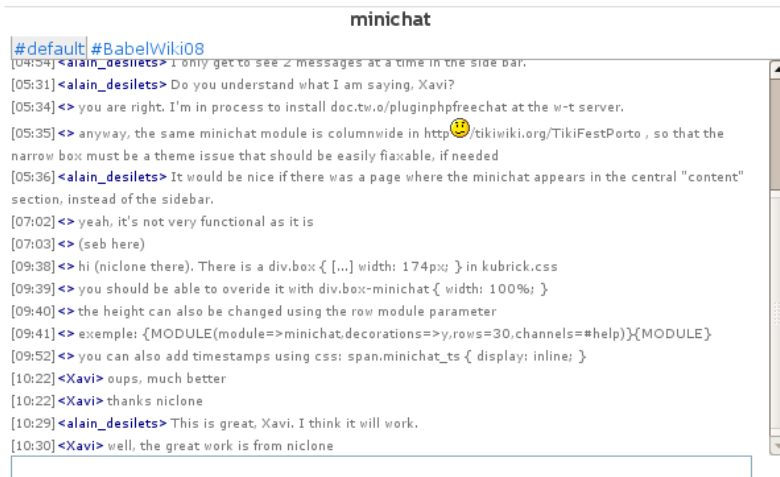 minichat
#default #BabelWiki08
[04:54] <alain_desilets> I only get to see 2 messages at a time in the side bar.
[05:31] <alain_desilets> Do you understand what I am saying, Xavi?
[05:34] <> you are right. I'm in process to install doc.tw.o/pluginphpfreechat at the w-t server.
[05:35] <> anyway, the same minichat module is columnwide in http /tikiwiki.org/TikiFestPorto , so that the
narrow box must be a theme issue that should be easily fiaxable, if needed
[05:36] <alain_desilets> It would be nice if there was a page where the minichat appears in the central "content"
section, instead of the sidebar.
[07:02] <> yeah, it's not very functional as it is
[07:03] <> (seb here)
[09:38] <> hi (niclone there). There is a div.box { [...] width: 174px; } in kubrick.css
[09:39] <> you should be able to overide it with div.box-minichat { width: 100%; }
[09:40] <> the height can also be changed using the row module parameter
[09:41] <> exemple: {MODULE(module=>minichat,decorations=>y,rows=30,channels=#help)}{MODULE}
[09:52] <> you can also add timestamps using css: span.minichat_ts { display: inline; }
[10:22] <Xavi> oups, much better
[10:22] <Xavi> thanks niclone
[10:29] <alain_desilets> This is great, Xavi. I think it will work.
[10:30] <Xavi> well, the great work is from niclone